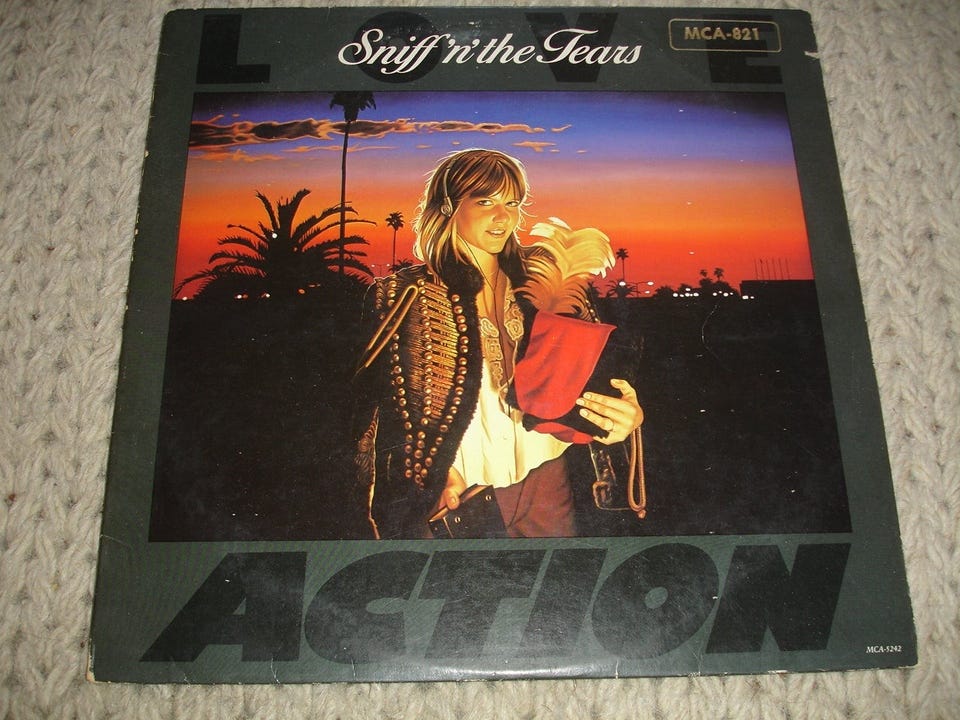 LOVE
Sniff 'n' the Tears
MCA-821
ACTION
MCA-5242